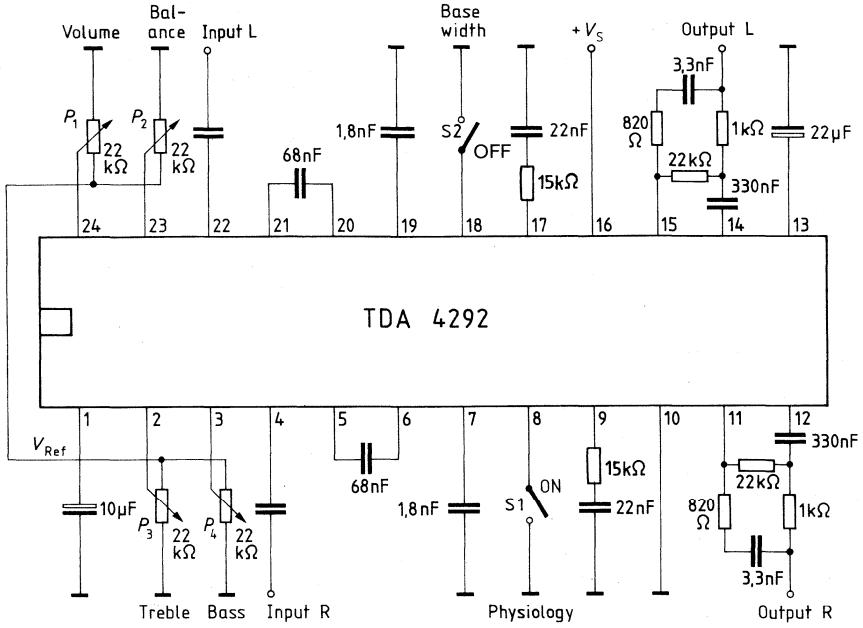 Volume
Bal-
ance
Input L
Base
width
+VS
Output L
3,3nF
P1
P2
22
kΩ
22
kΩ
68nF
1,8nF
S2
OFF
22nF
15kΩ
820
Ω
1kΩ
22kΩ
330nF
22µF
24 23 22 21 20 19 18 17 16 15 14 13
TDA 4292
1 2 3 4 5 6 7 8 9 10 11 12
VRef
10µF
P3
22
kΩ
P4
22
kΩ
68nF
1,8nF
ON
S1
15kΩ
22nF
330nF
22kΩ
820
Ω
1kΩ
3,3nF
Treble
Bass
Input R
Physiology
Output R